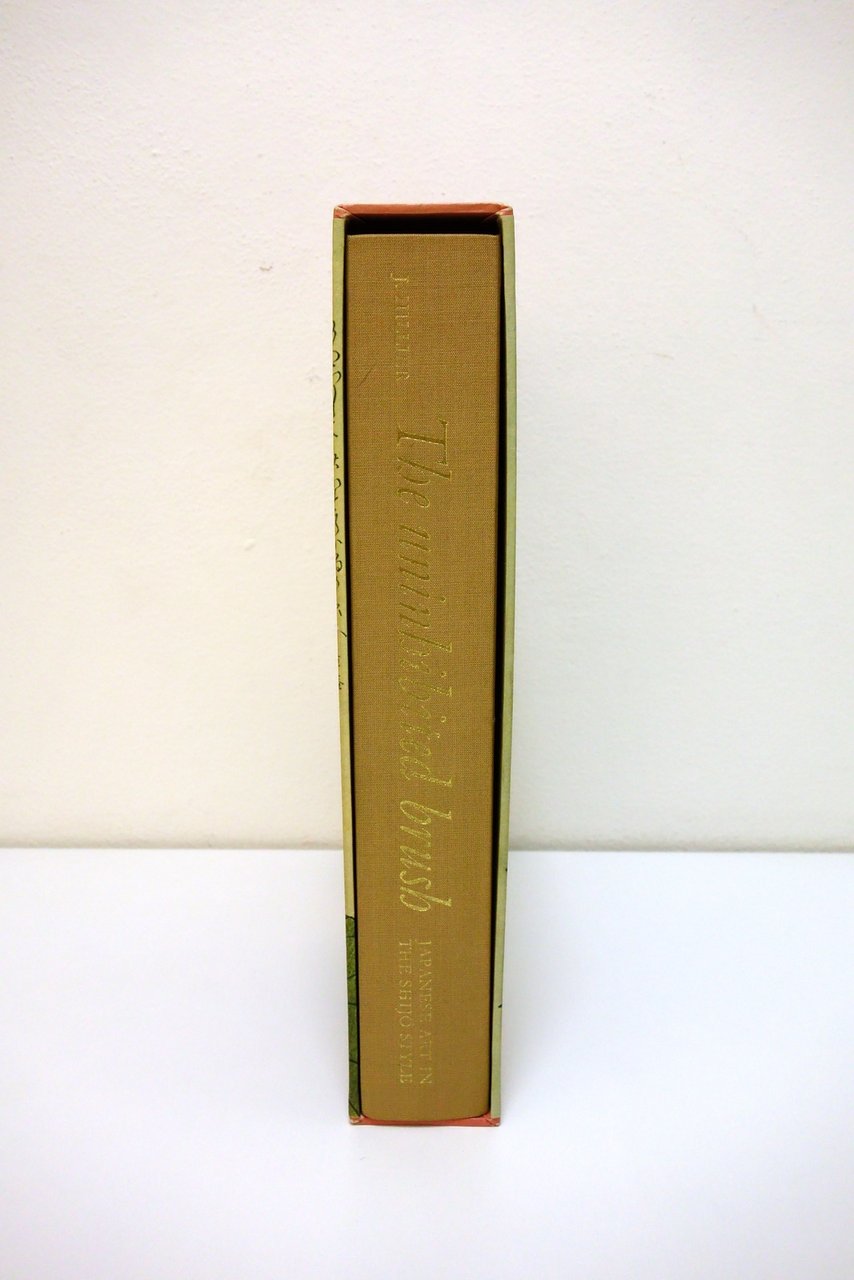 J. HILLIER
The uninhibited brush
JAPANESE ART IN
THE SHIJO STYLE